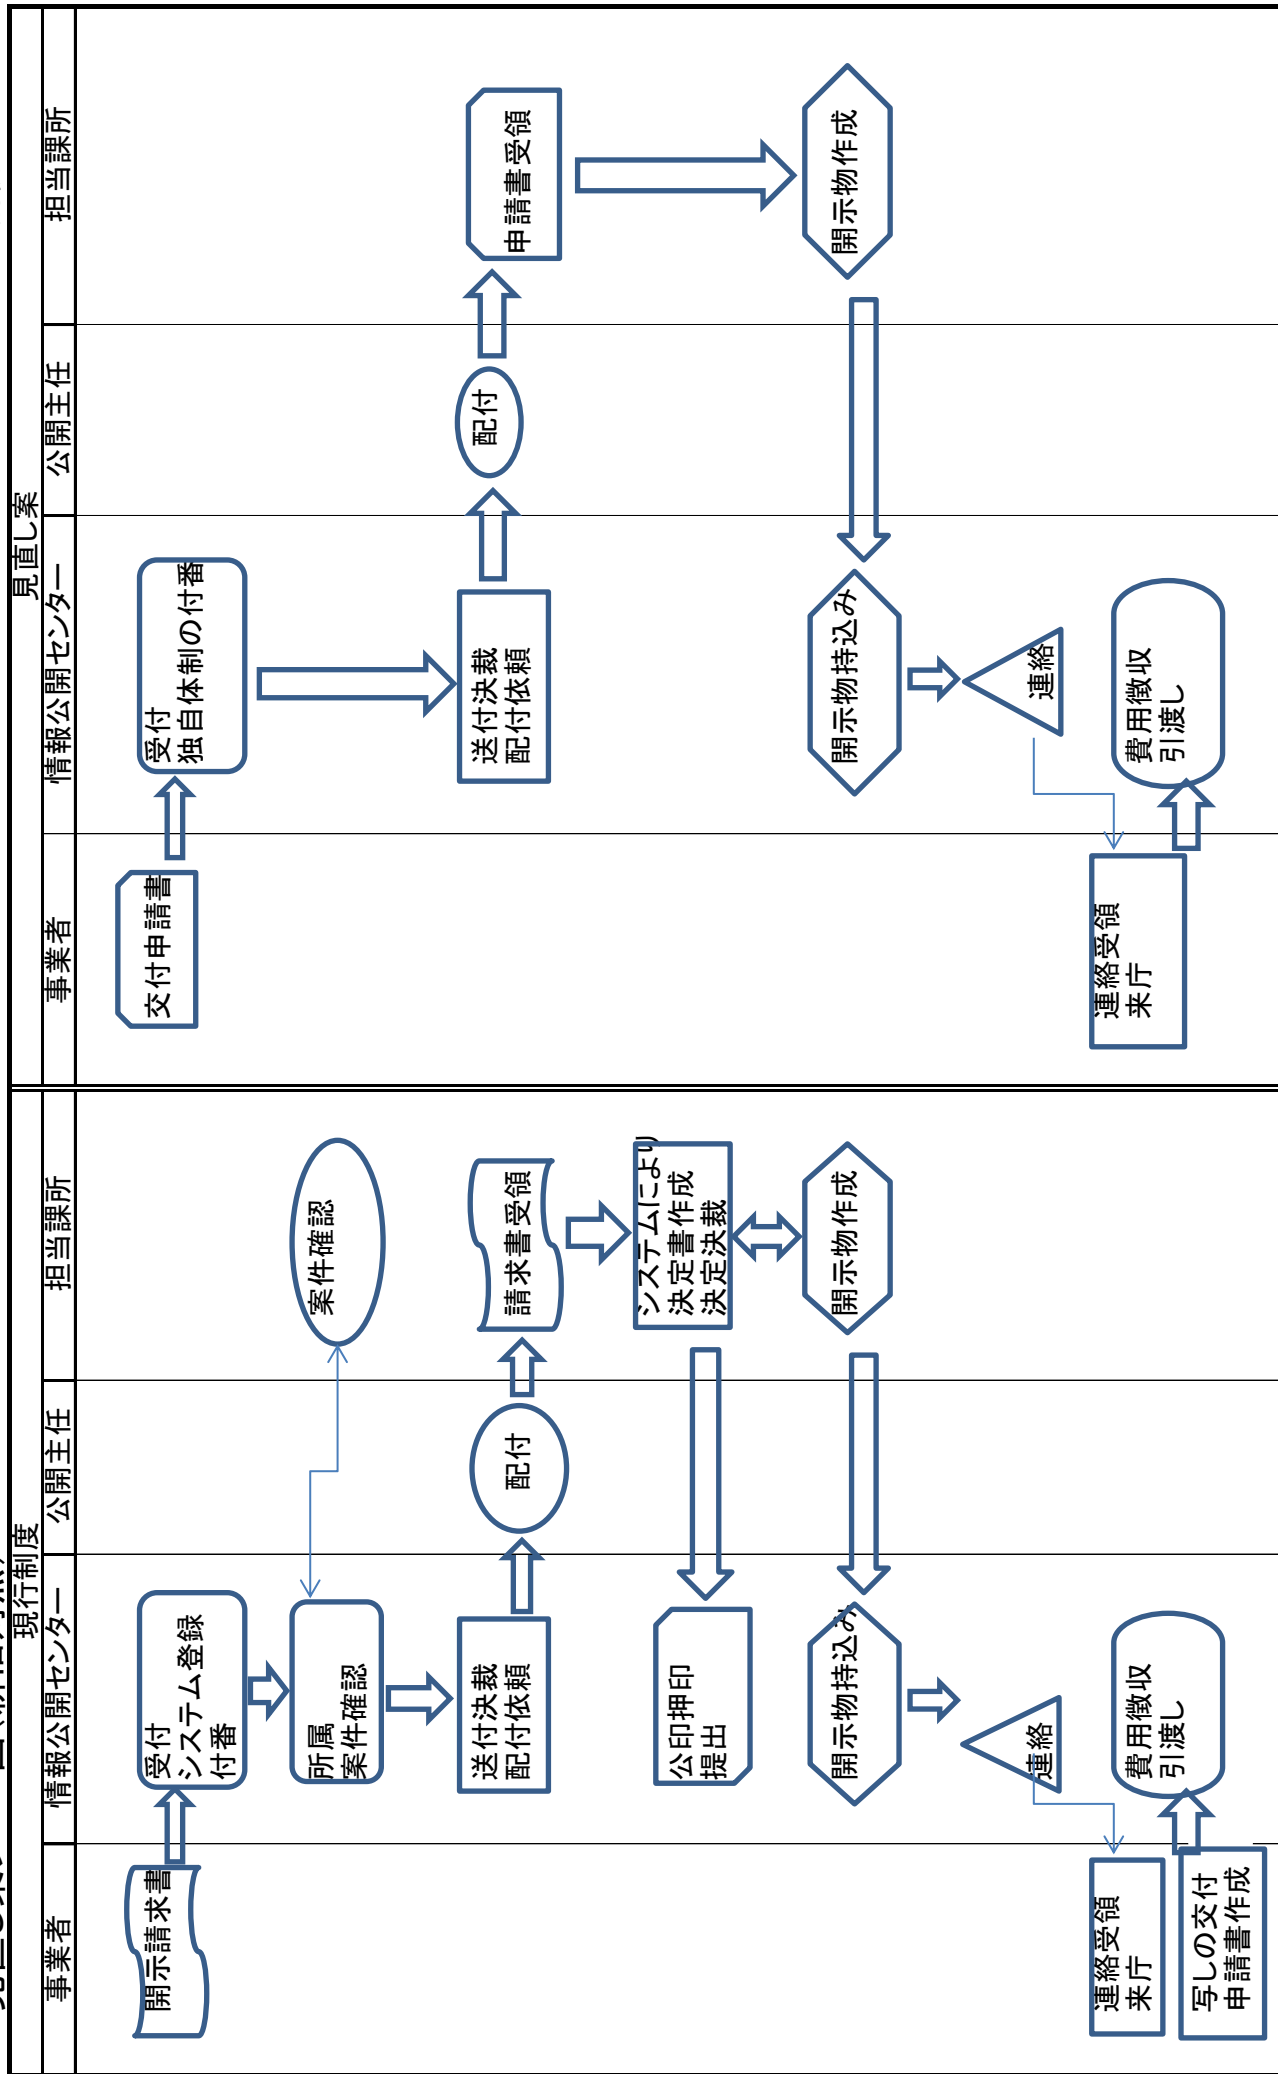 現行制度
見直し案
事業者
情報公開センター
公開主任
担当課所
事業者
情報公開センター
公開主任
担当課所
開示請求書
受付
システム登録
付番
所属
案件確認
案件確認
送付決裁
配付依頼
配付
請求書受領
システムにより
決定書作成
決定決裁
公印押印
提出
開示物作成
開示物持込み
連絡
連絡受領
来庁
写しの交付
申請書作成
費用徴収
引渡し
交付申請書
受付
独自体制の付番
送付決裁
配付依頼
配付
申請書受領
開示物作成
開示物持込み
連絡
連絡受領
来庁
費用徴収
引渡し